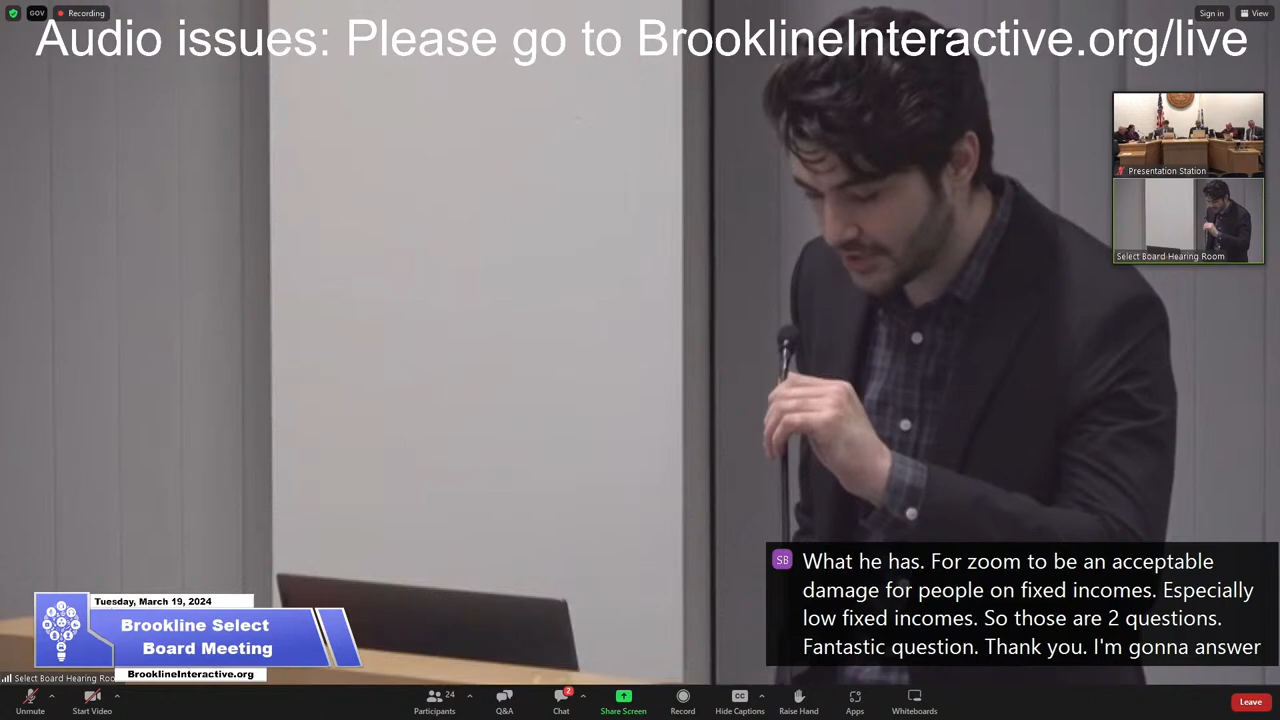 GOV
Recording
Sign in
View
Audio issues: Please go to BrooklineInteractive.org/live
Presentation Station
Select Board Hearing Room
SB
What he has. For zoom to be an acceptable
damage for people on fixed incomes. Especially
low fixed incomes. So those are 2 questions.
Fantastic question. Thank you. I'm gonna answer
Tuesday, March 19, 2024
Brookline Select
Board Meeting
BrooklineInteractive.org
Select Board Hearing Roo
Unmute
Start Video
24
Participants
Q&A
2
Chat
Share Screen
Record
CC
Hide Captions
Raise Hand
Apps
Whiteboards
Leave